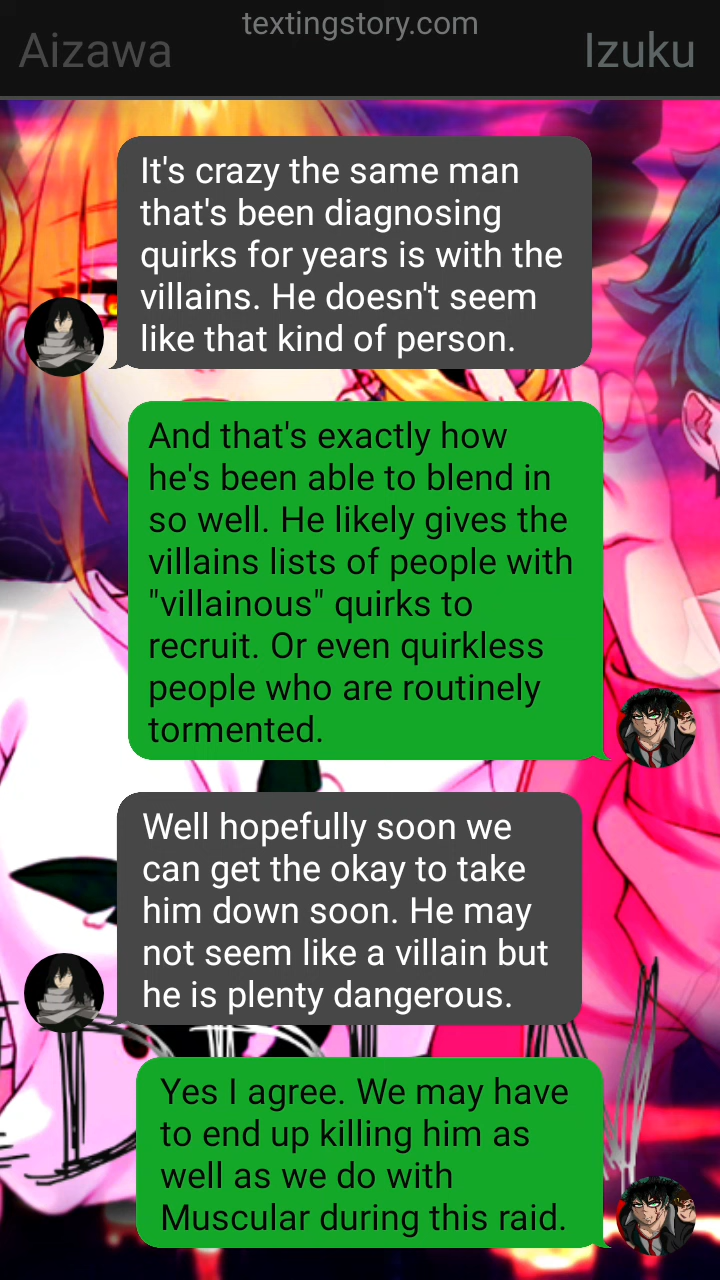 textingstory.com
Aizawa
Izuku
It's crazy the same man
that's been diagnosing
quirks for years is with the
villains. He doesn't seem
like that kind of person.
And that's exactly how
he's been able to blend in
so well. He likely gives the
villains lists of people with
"villainous" quirks to
recruit. Or even quirkless
people who are routinely
tormented.
Well hopefully soon we
can get the okay to take
him down soon. He may
not seem like a villain but
he is plenty dangerous.
Yes I agree. We may have
to end up killing him as
well as we do with
Muscular during this raid.